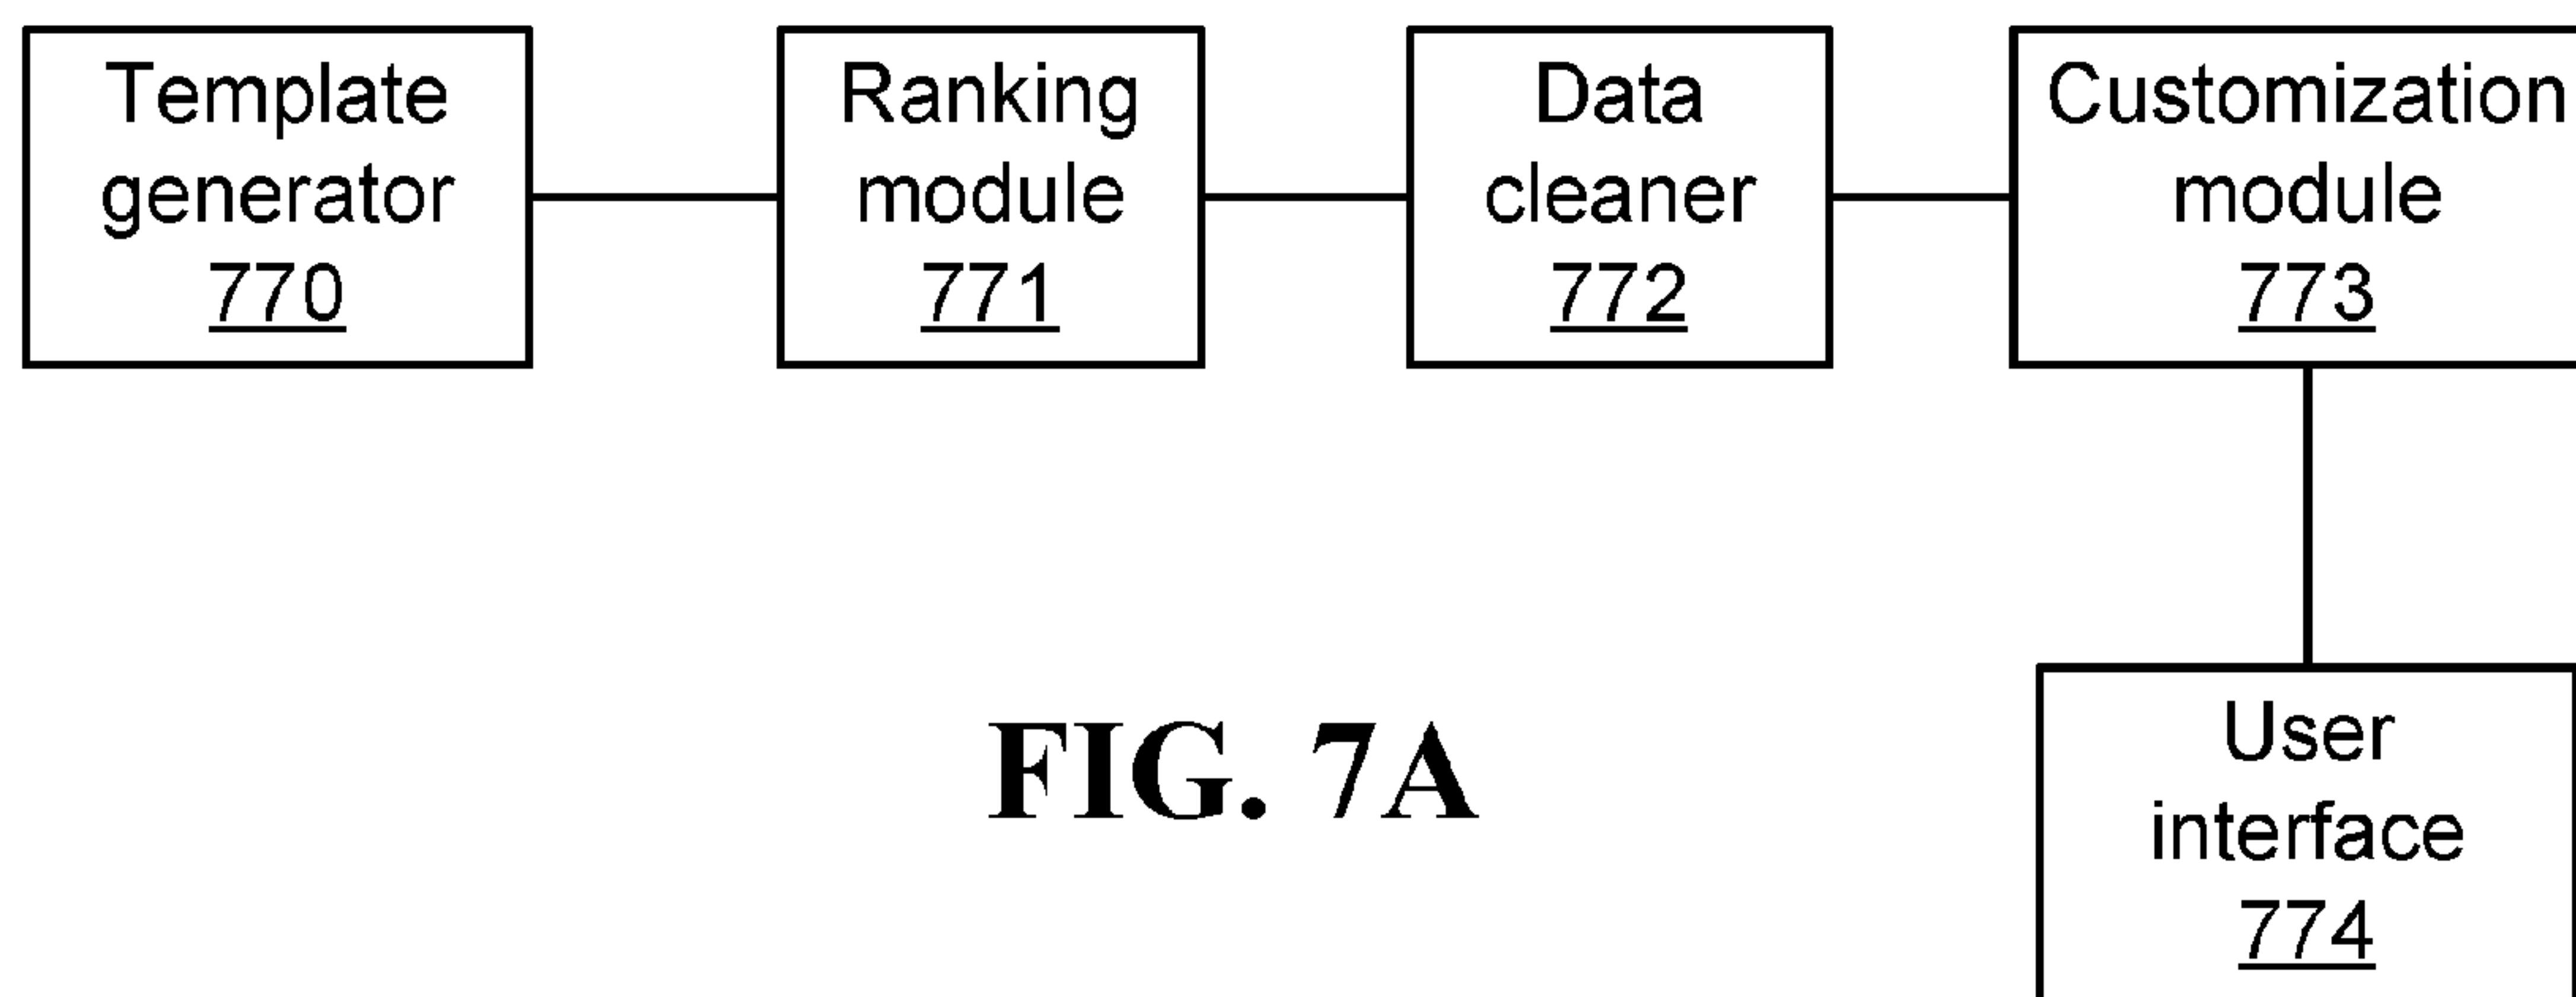 Template
generator
770
Ranking
module
771
Data
cleaner
772
Customization
module
773
User
interface
774
FIG. 7A